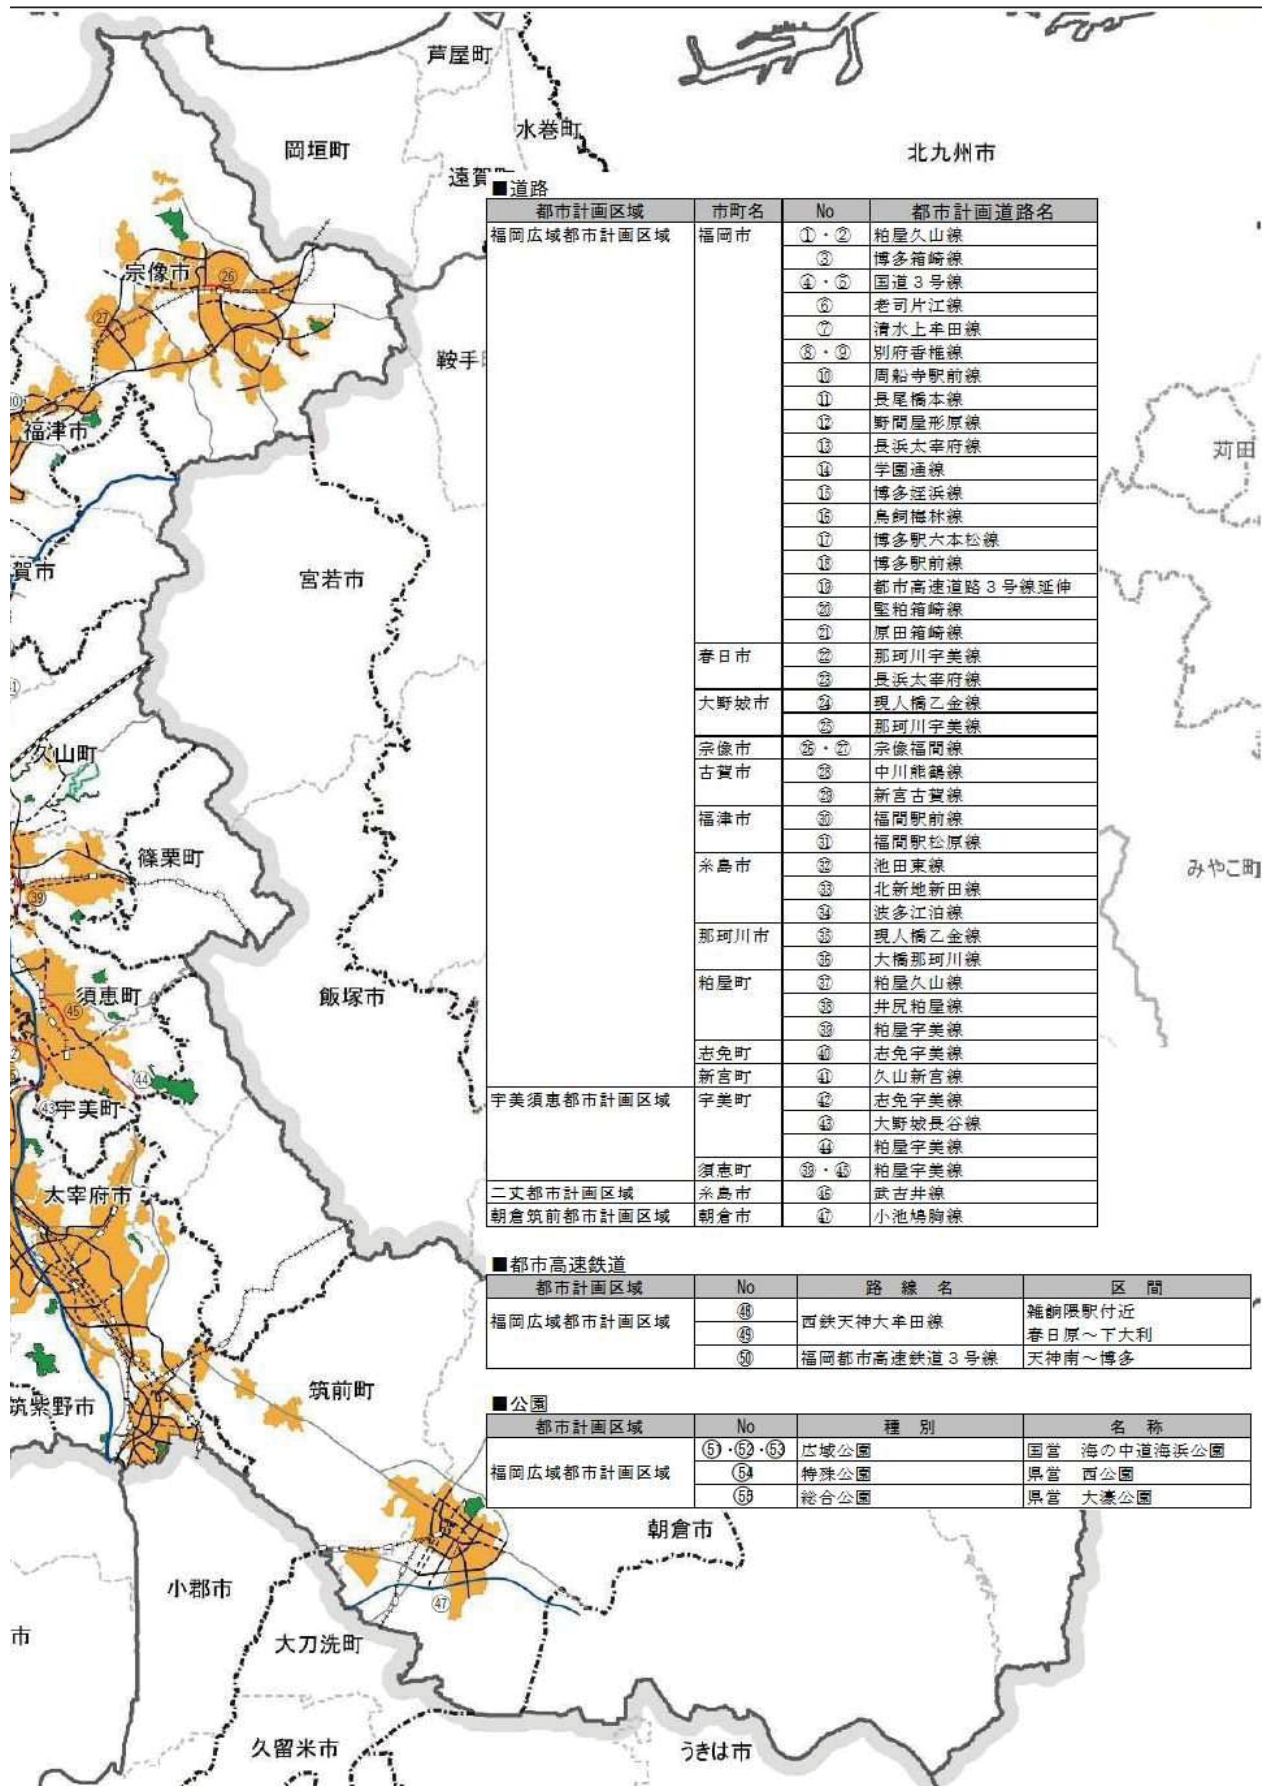 芦屋町
水巻町
岡垣町
北九州市
■道路
都市計画区域 市町名 No 都市計画道路名
福岡広域都市計画区域 福岡市 ①・② 粕屋久山線
③ 博多箱崎線
④・⑤ 国道３号線
⑥ 老司片江線
⑦ 清水上牟田線
⑧・⑨ 別府香椎線
⑩ 周船寺駅前線
⑪ 長尾橋本線
⑫ 野間屋形原線
⑬ 長浜太宰府線
⑭ 学園通線
⑮ 博多姪浜線
⑯ 鳥飼梅林線
⑰ 博多駅六本松線
⑱ 博多駅前線
⑲ 都市高速道路３号線延伸
⑳ 堅粕箱崎線
㉑ 原田箱崎線
春日市 ㉒ 那珂川宇美線
㉓ 長浜太宰府線
大野城市 ㉔ 現人橋乙金線
㉕ 那珂川宇美線
宗像市 ㉖・㉗ 宗像福間線
古賀市 ㉘ 中川熊鶴線
㉙ 新宮古賀線
福津市 ㉚ 福間駅前線
㉛ 福間駅松原線
糸島市 ㉜ 池田東線
㉝ 北新地新田線
㉞ 波多江泊線
那珂川市 ㉟ 現人橋乙金線
㊱ 大橋那珂川線
粕屋町 ㊲ 粕屋久山線
㊳ 井尻粕屋線
㊴ 粕屋宇美線
志免町 ㊵ 志免宇美線
新宮町 ㊶ 久山新宮線
宇美須恵都市計画区域 宇美町 ㊷ 志免宇美線
㊸ 大野城長谷線
㊹ 粕屋宇美線
須恵町 ㊴・㊺ 粕屋宇美線
二丈都市計画区域 糸島市 ㊻ 武吉井線
朝倉筑前都市計画区域 朝倉市 ㊼ 小池鳩胸線
■都市高速鉄道
都市計画区域 No 路線名 区間
福岡広域都市計画区域 ㊽ 西鉄天神大牟田線 雑餉隈駅付近
㊾ 春日原～下大利
㊿ 福岡都市高速鉄道３号線 天神南～博多
■公園
都市計画区域 No 種別 名称
福岡広域都市計画区域 51・52・53 広域公園 国営 海の中道海浜公園
54 特殊公園 県営 西公園
55 総合公園 県営 大濠公園
宗像市
㉖
㉗
福津市
賀市
宮若市
苅田
みやこ町
久山町
篠栗町
㊴
須恵町
㊺
㊹
㊸
宇美町
飯塚市
太宰府市
筑紫野市
筑前町
朝倉市
㊼
小郡市
市
大刀洗町
久留米市
うきは市